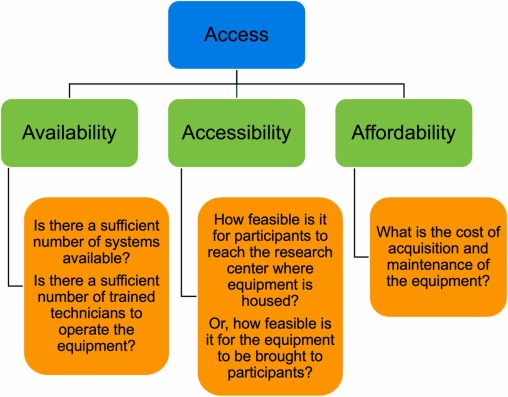 Access
Availability
Accessibility
Affordability
Is there a sufficient
number of systems
available?
Is there a sufficient
number of trained
technicians to
operate the
equipment?
How feasible is it
for participants to
reach the research
center where
equipment is
housed?
Or, how feasible is
it for the equipment
to be brought to
participants?
What is the cost of
acquisition and
maintenance of
the equipment?